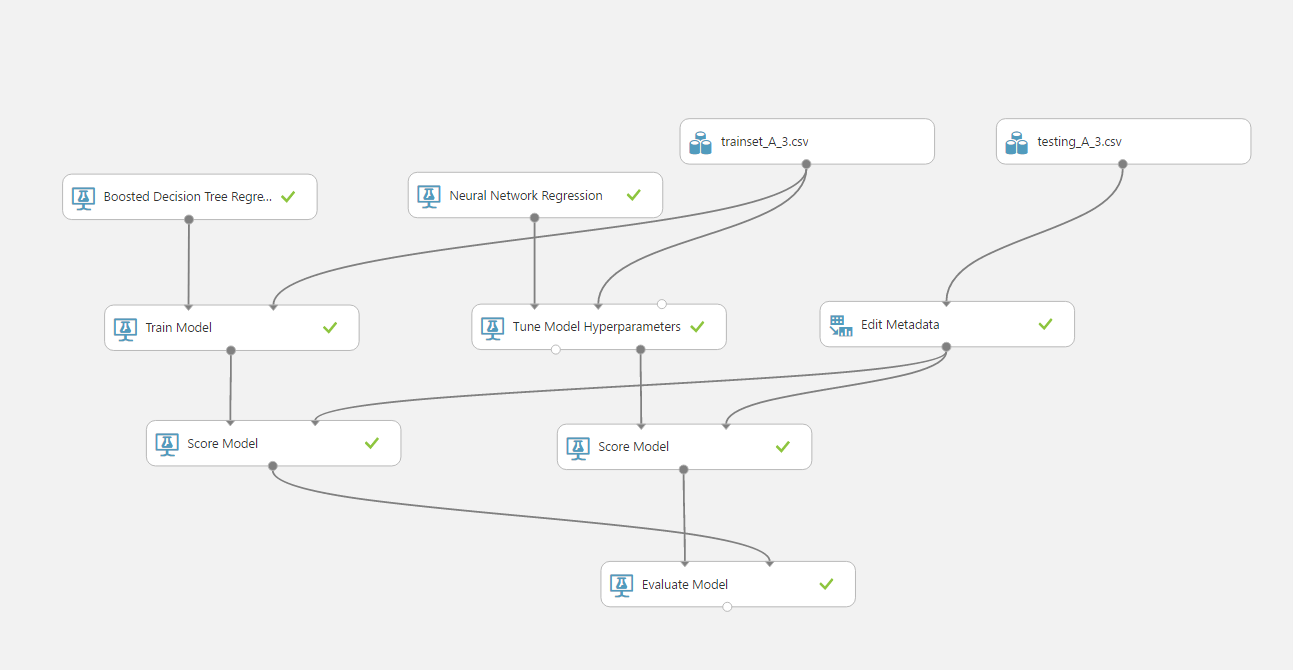 trainset_A_3.csv
testing_A_3.csv
Boosted Decision Tree Regre...
Neural Network Regression
Train Model
Tune Model Hyperparameters
Edit Metadata
Score Model
Score Model
Evaluate Model